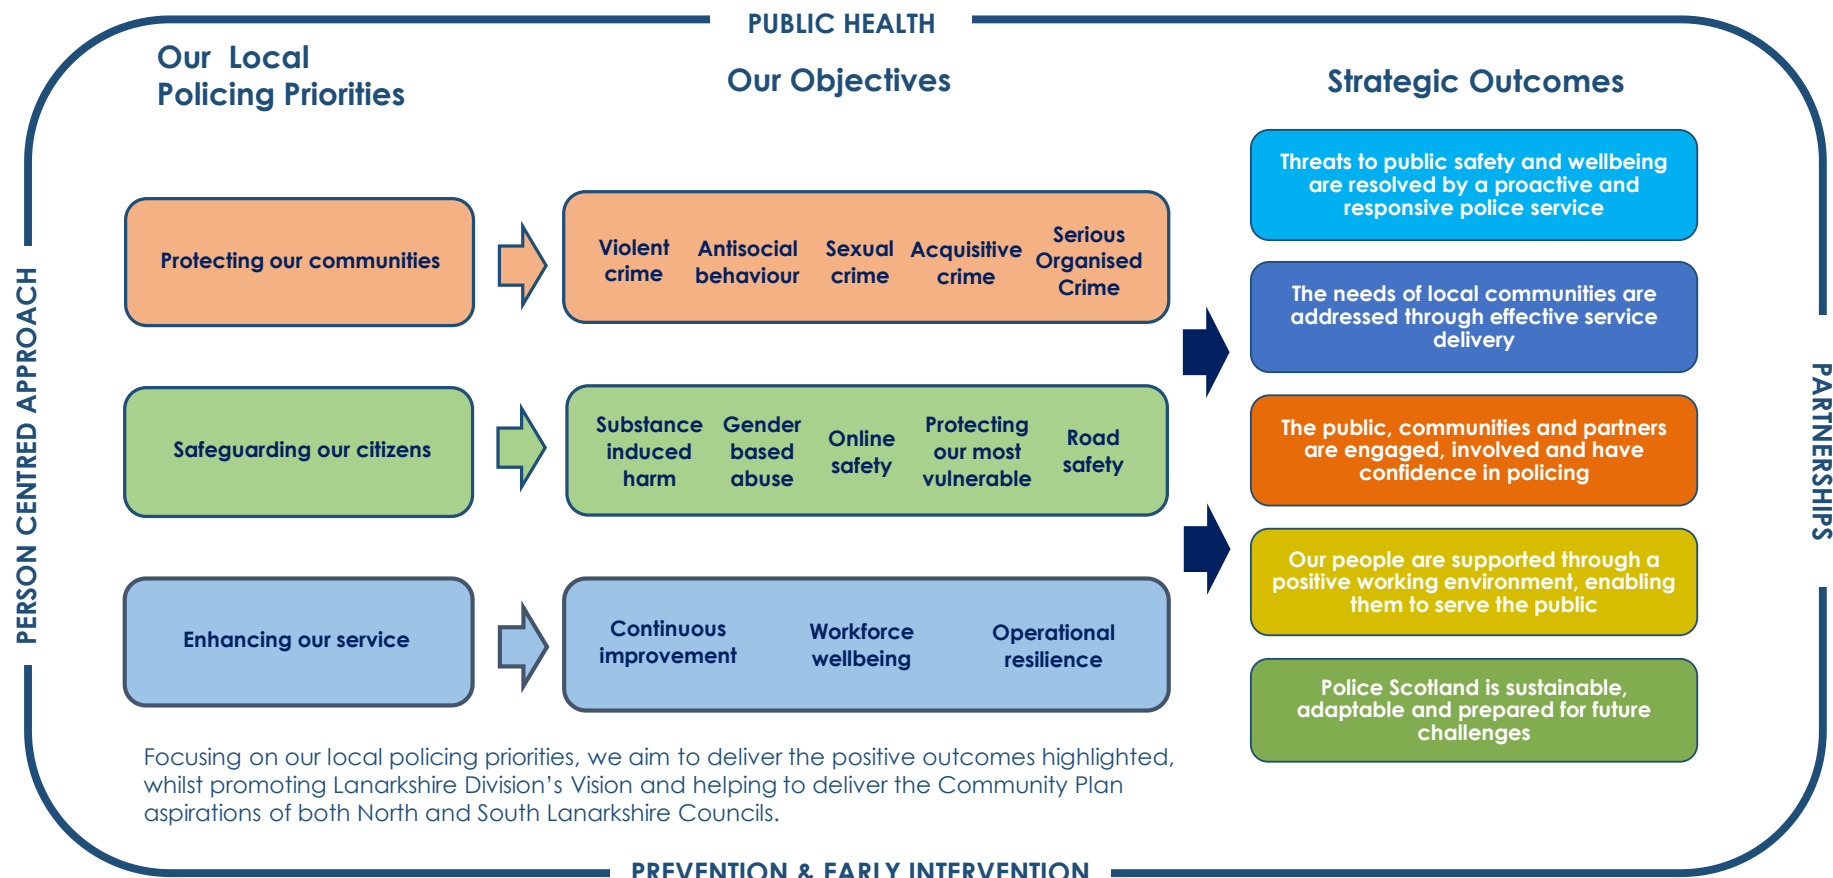 PUBLIC HEALTH
Our Local
Policing Priorities
Our Objectives
Strategic Outcomes
PERSON CENTRED APPROACH
Protecting our communities
Violent
crime
Antisocial
behaviour
Sexual
crime
Acquisitive
crime
Serious
Organised
Crime
Safeguarding our citizens
Substance
induced
harm
Gender
based
abuse
Online
safety
Protecting
our most
vulnerable
Road
safety
Enhancing our service
Continuous
improvement
Workforce
wellbeing
Operational
resilience
Threats to public safety and wellbeing
are resolved by a proactive and
responsive police service
The needs of local communities are
addressed through effective service
delivery
The public, communities and partners
are engaged, involved and have
confidence in policing
Our people are supported through a
positive working environment, enabling
them to serve the public
Police Scotland is sustainable,
adaptable and prepared for future
challenges
PARTNERSHIPS
Focusing on our local policing priorities, we aim to deliver the positive outcomes highlighted,
whilst promoting Lanarkshire Division’s Vision and helping to deliver the Community Plan
aspirations of both North and South Lanarkshire Councils.
PREVENTION & EARLY INTERVENTION